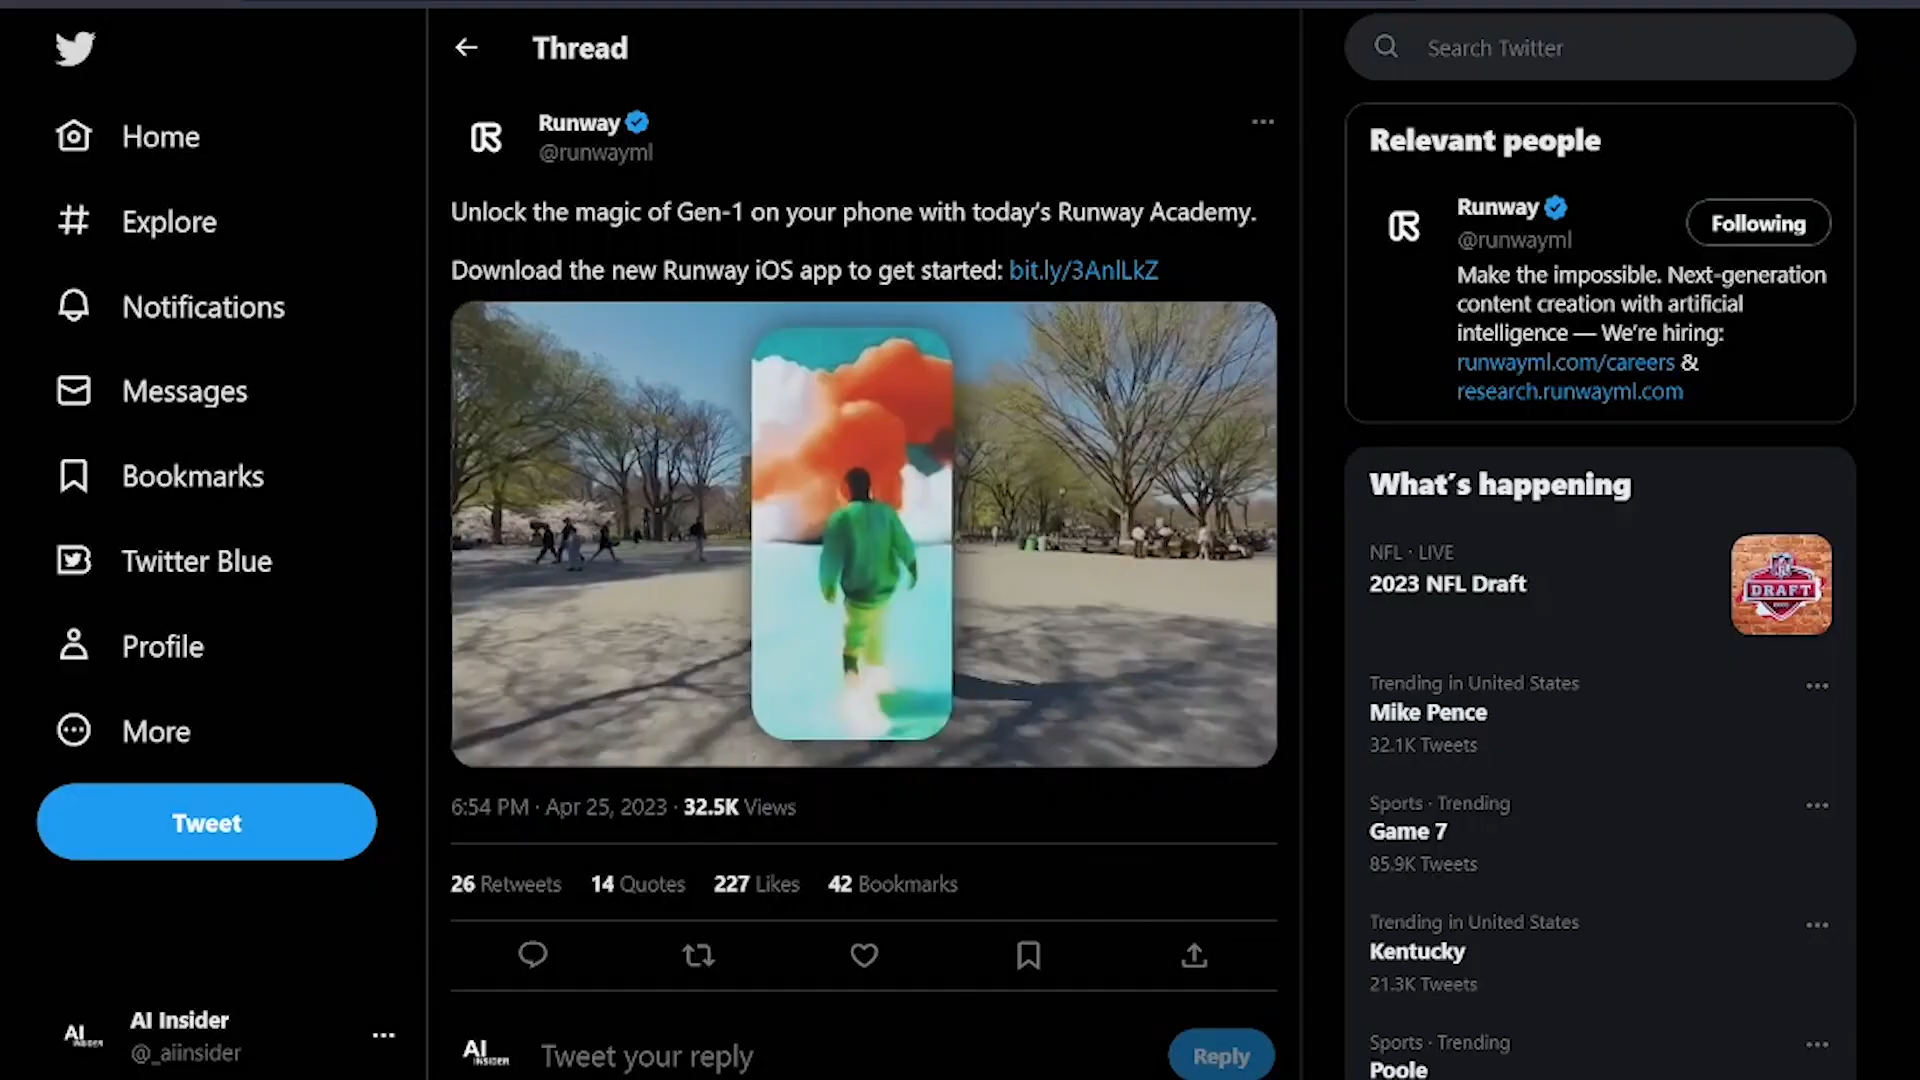 Home
Explore
Notifications
Messages
Bookmarks
Twitter Blue
Profile
More
Tweet
AI Insider
@_aiinsider
Thread
Runway
@runwayml
Unlock the magic of Gen-1 on your phone with today's Runway Academy.
Download the new Runway iOS app to get started: bit.ly/3AnlLkZ
6:54 PM · Apr 25, 2023 · 32.5K Views
26 Retweets 14 Quotes 227 Likes 42 Bookmarks
AI
INSIDER
Tweet your reply
Reply
Search Twitter
Relevant people
Runway
@runwayml
Following
Make the impossible. Next-generation
content creation with artificial
intelligence — We're hiring:
runwayml.com/careers &
research.runwayml.com
What's happening
NFL · LIVE
2023 NFL Draft
NFL
DRAFT
Trending in United States
Mike Pence
32.1K Tweets
Sports · Trending
Game 7
85.9K Tweets
Trending in United States
Kentucky
21.3K Tweets
Sports · Trending
Poole